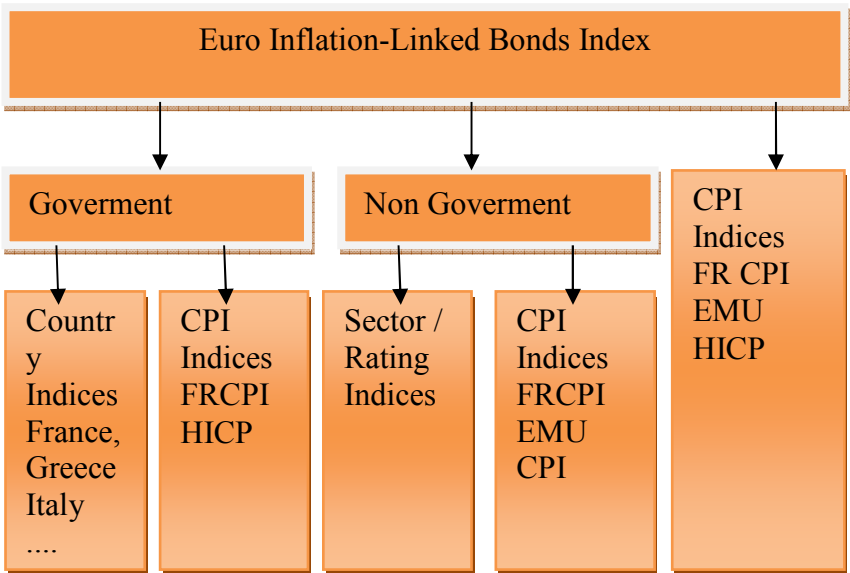 Euro Inflation-Linked Bonds Index
Goverment
Non Goverment
CPI
Indices
FR CPI
EMU
HICP
Countr
y
Indices
France,
Greece
Italy
....
CPI
Indices
FRCPI
HICP
Sector /
Rating
Indices
CPI
Indices
FRCPI
EMU
CPI